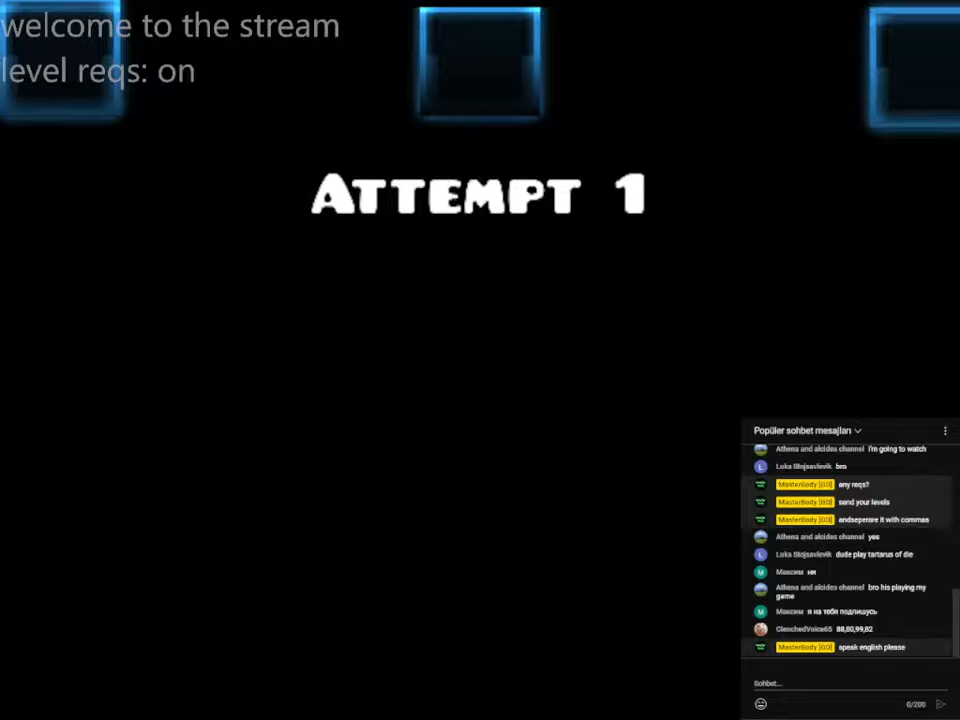 welcome to the stream
level reqs: on
ATTEMPT 1
Popüler sohbet mesajları
Athena and alcides channel i'm going to watch
Luka Stojsavlevik bro
MasterBody [GD] any reqs?
MasterBody [GD] send your levels
MasterBody [GD] andseperare it with commas
Athena and alcides channel yes
Luka Stojsavlevik dude play tartarus of die
Максим ня
Athena and alcides channel bro his playing my
game
Максим я на тебя подпишусь
ClenchedVoice65 88,80,99,82
MasterBody [GD] speak english please
Sohbet...
0/200